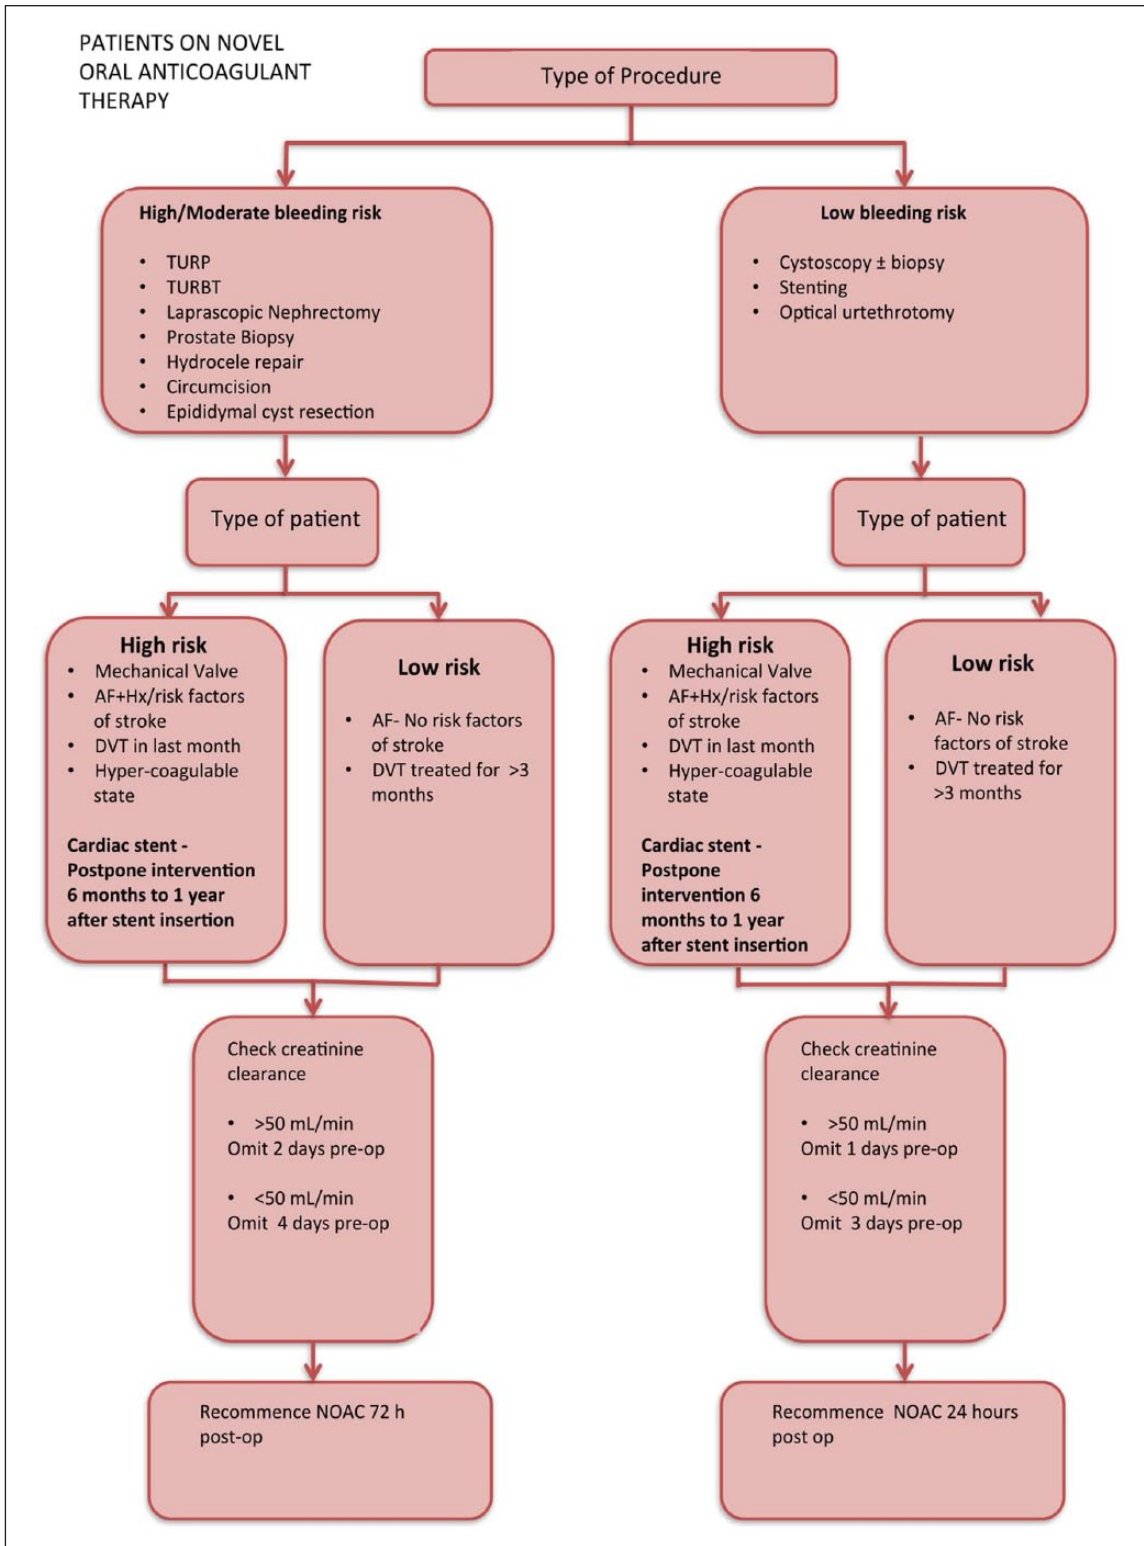 PATIENTS ON NOVEL
ORAL ANTICOAGULANT
THERAPY
Type of Procedure
High/Moderate bleeding risk
• TURP
• TURBT
• Laprascopic Nephrectomy
• Prostate Biopsy
• Hydrocele repair
• Circumcision
• Epididymal cyst resection
Low bleeding risk
• Cystoscopy ± biopsy
• Stenting
• Optical urtethrotomy
Type of patient
Type of patient
High risk
• Mechanical Valve
• AF+Hx/risk factors
of stroke
• DVT in last month
• Hyper-coagulable
state
Cardiac stent -
Postpone intervention
6 months to 1 year
after stent insertion
Low risk
• AF- No risk factors
of stroke
• DVT treated for >3
months
High risk
• Mechanical Valve
• AF+Hx/risk factors
of stroke
• DVT in last month
• Hyper-coagulable
state
Cardiac stent -
Postpone
intervention 6
months to 1 year
after stent insertion
Low risk
• AF- No risk
factors of stroke
• DVT treated for
>3 months
Check creatinine
clearance
• >50 mL/min
Omit 2 days pre-op
• <50 mL/min
Omit 4 days pre-op
Check creatinine
clearance
• >50 mL/min
Omit 1 days pre-op
• <50 mL/min
Omit 3 days pre-op
Recommence NOAC 72 h
post-op
Recommence NOAC 24 hours
post op